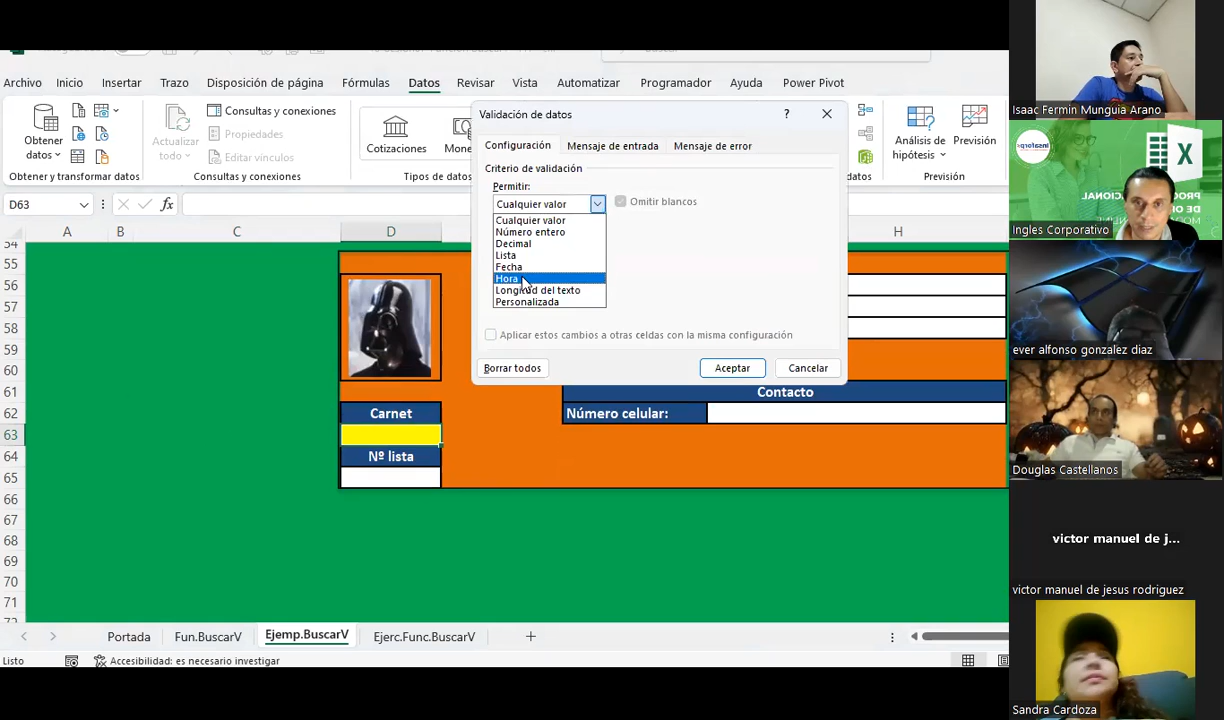 Archivo Inicio Insertar Trazo Disposición de página Fórmulas Datos Revisar Vista Automatizar Programador Ayuda Power Pivot
Obtener datos
Actualizar todo
Consultas y conexiones
Propiedades
Editar vínculos
Cotizaciones
Análisis de hipótesis
Previsión
Obtener y transformar datos
Consultas y conexiones
Tipos de datos
Previsión
Validación de datos
?
Configuración Mensaje de entrada Mensaje de error
Criterio de validación
Permitir:
Cualquier valor
Omitir blancos
Cualquier valor
Número entero
Decimal
Lista
Fecha
Hora
Longitud del texto
Personalizada
Aplicar estos cambios a otras celdas con la misma configuración
Borrar todos Aceptar Cancelar
D63
fx
A B C D H
55
56
57
58
59
60
61
62
63
64
65
66
67
68
69
70
71
Contacto
Carnet
Número celular:
Nº lista
Portada Fun.BuscarV Ejemp.BuscarV Ejerc.Func.BuscarV
Listo
Accesibilidad: es necesario investigar
Isaac Fermin Munguia Arano
X
Ingles Corporativo
ever alfonso gonzalez diaz
Douglas Castellanos
victor manuel de j...
victor manuel de jesus rodriguez
Sandra Cardoza